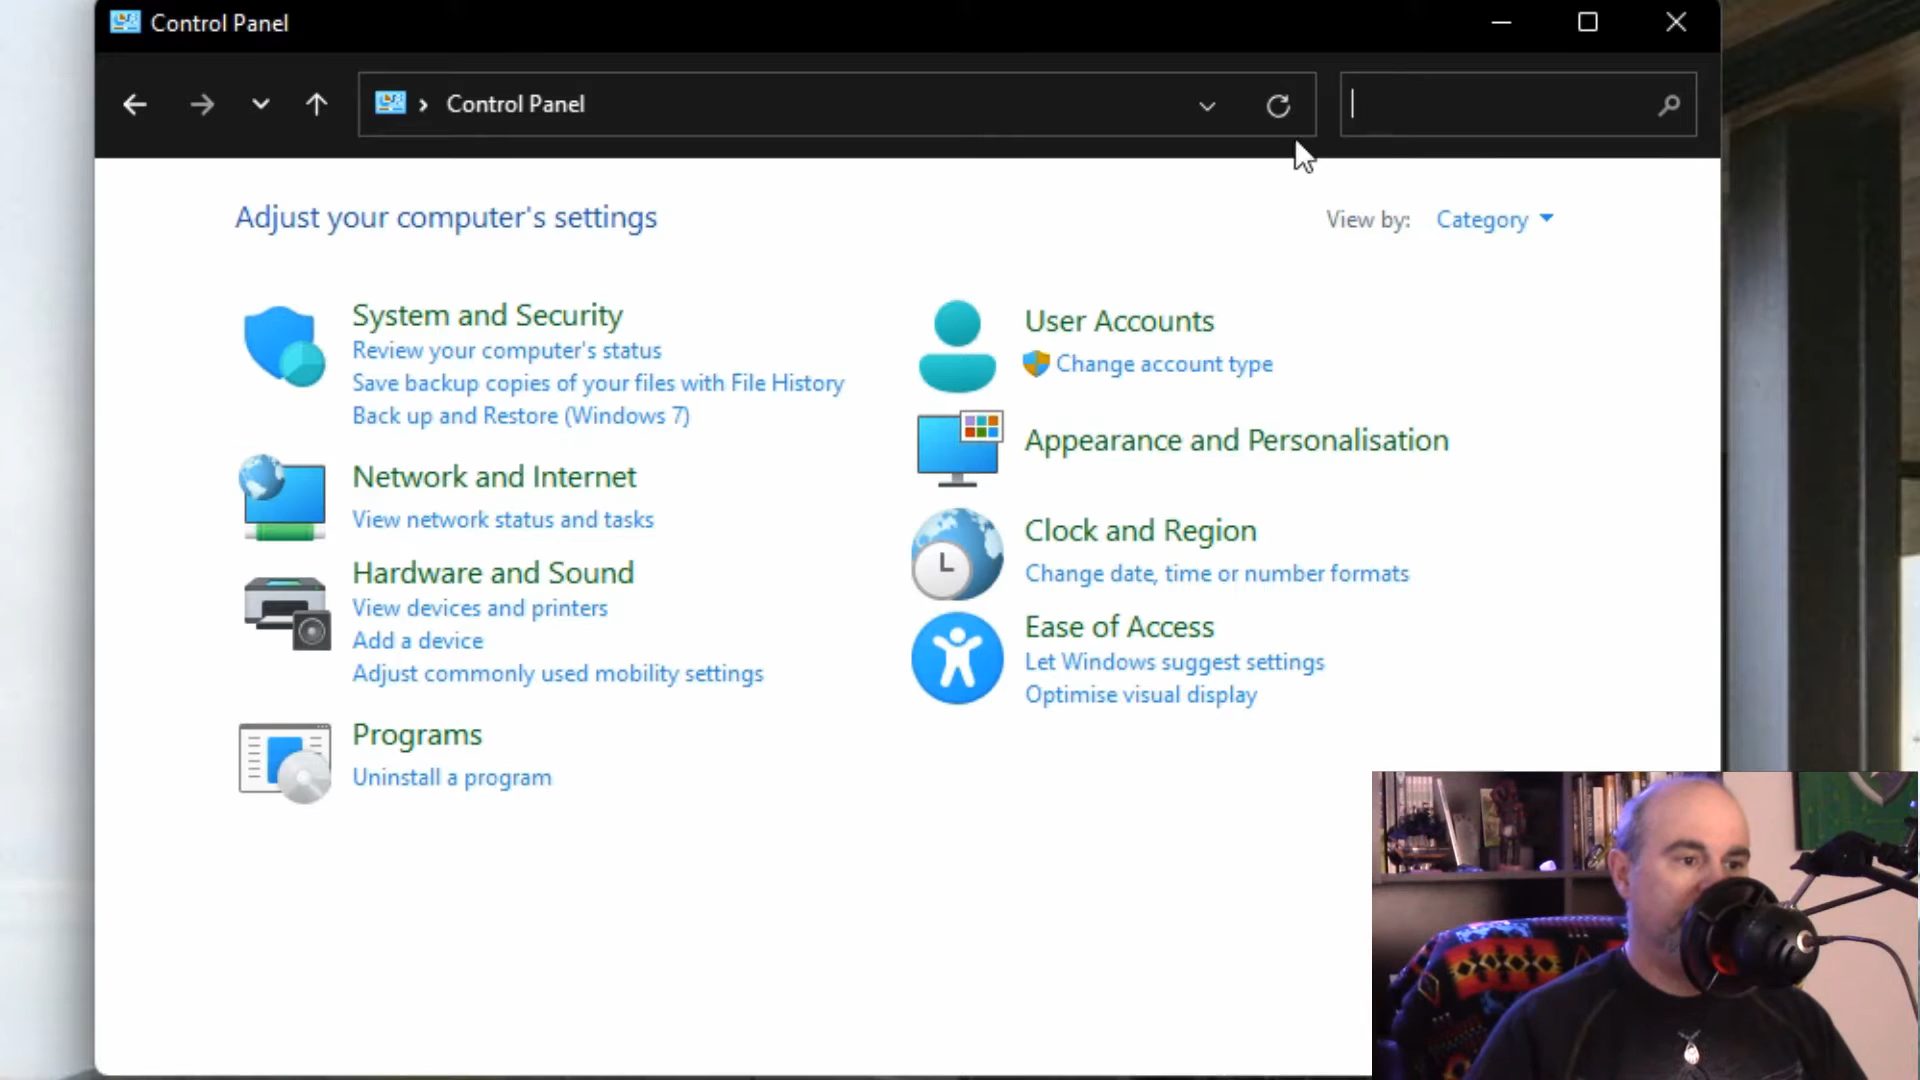 Control Panel
Control Panel
Adjust your computer's settings
View by: Category
System and Security
Review your computer's status
Save backup copies of your files with File History
Back up and Restore (Windows 7)
Network and Internet
View network status and tasks
Hardware and Sound
View devices and printers
Add a device
Adjust commonly used mobility settings
Programs
Uninstall a program
User Accounts
Change account type
Appearance and Personalisation
Clock and Region
Change date, time or number formats
Ease of Access
Let Windows suggest settings
Optimise visual display